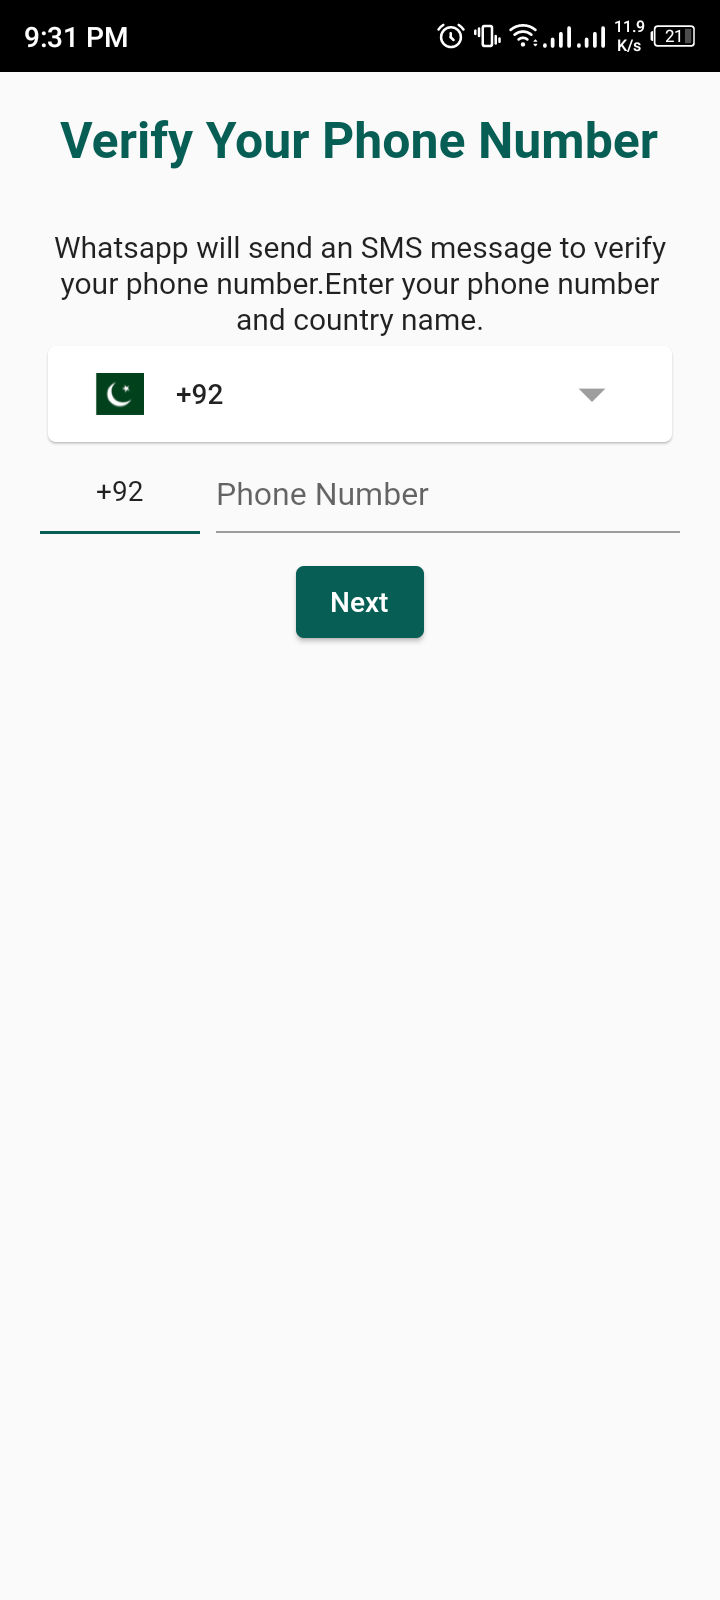 9:31 PM
11.9
K/s
21
Verify Your Phone Number
Whatsapp will send an SMS message to verify
your phone number.Enter your phone number
and country name.
+92
+92 Phone Number
Next